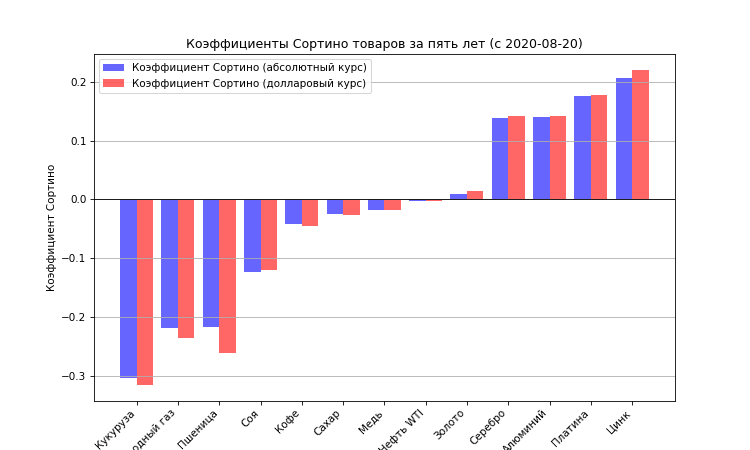 Коэффициенты Сортино товаров за пять лет (с 2020-08-20)
Коэффициент Сортино (абсолютный курс)
Коэффициент Сортино (долларовый курс)
Коэффициент Сортино
0.2
0.1
0.0
−0.1
−0.2
−0.3
Кукуруза
одный газ
Пшеница
Соя
Кофе
Сахар
Медь
Нефть WTI
Золото
Серебро
Алюминий
Платина
Цинк